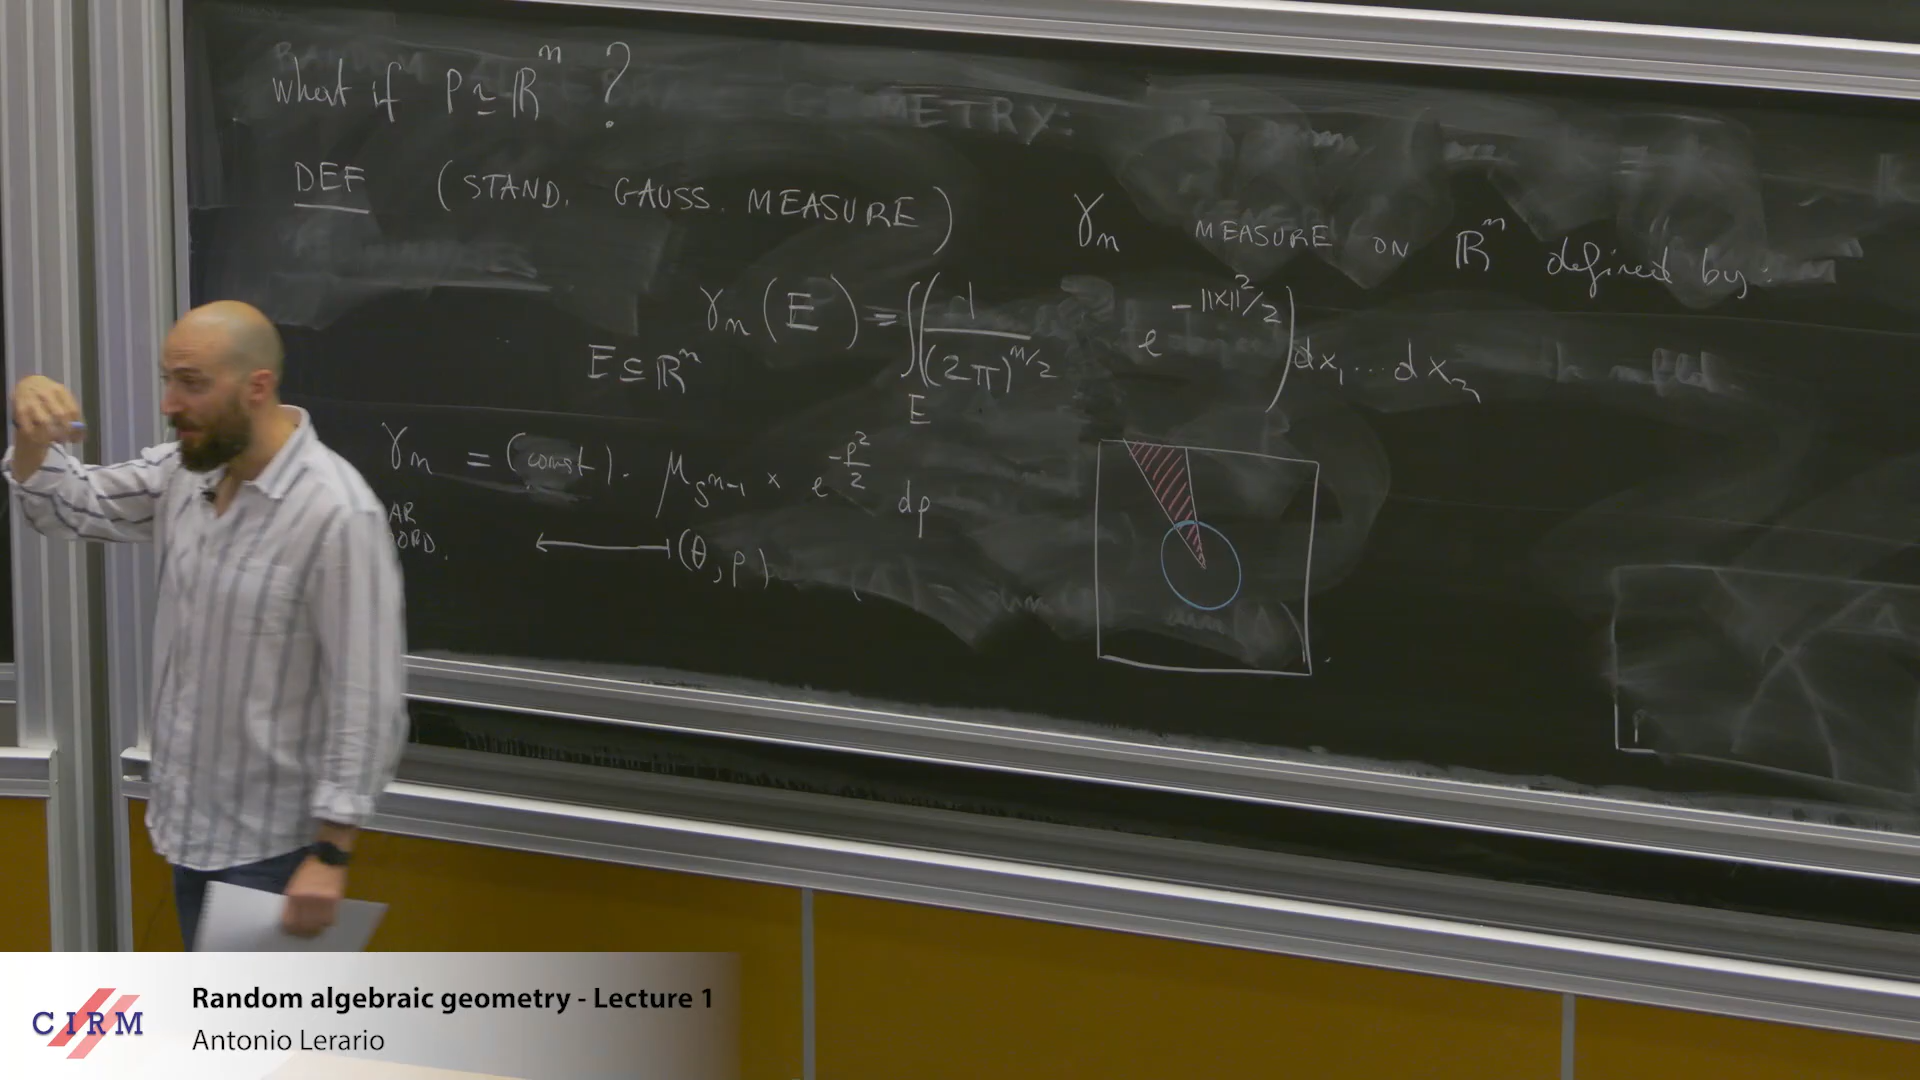 what if P ≃ ℝⁿ ?
DEF (STAND. GAUSS. MEASURE) γₙ MEASURE ON ℝⁿ defined by:
E ⊆ ℝⁿ γₙ(E) = ∫_E (1/(2π)^{n/2} e^{-||x||²/2}) dx₁ ... dx₂
γₙ = (const) · μ_{Sⁿ⁻¹} × e^{-ρ²/2} dρ
AR
ORD.
(θ, ρ)
P
CIRM
Random algebraic geometry - Lecture 1
Antonio Lerario